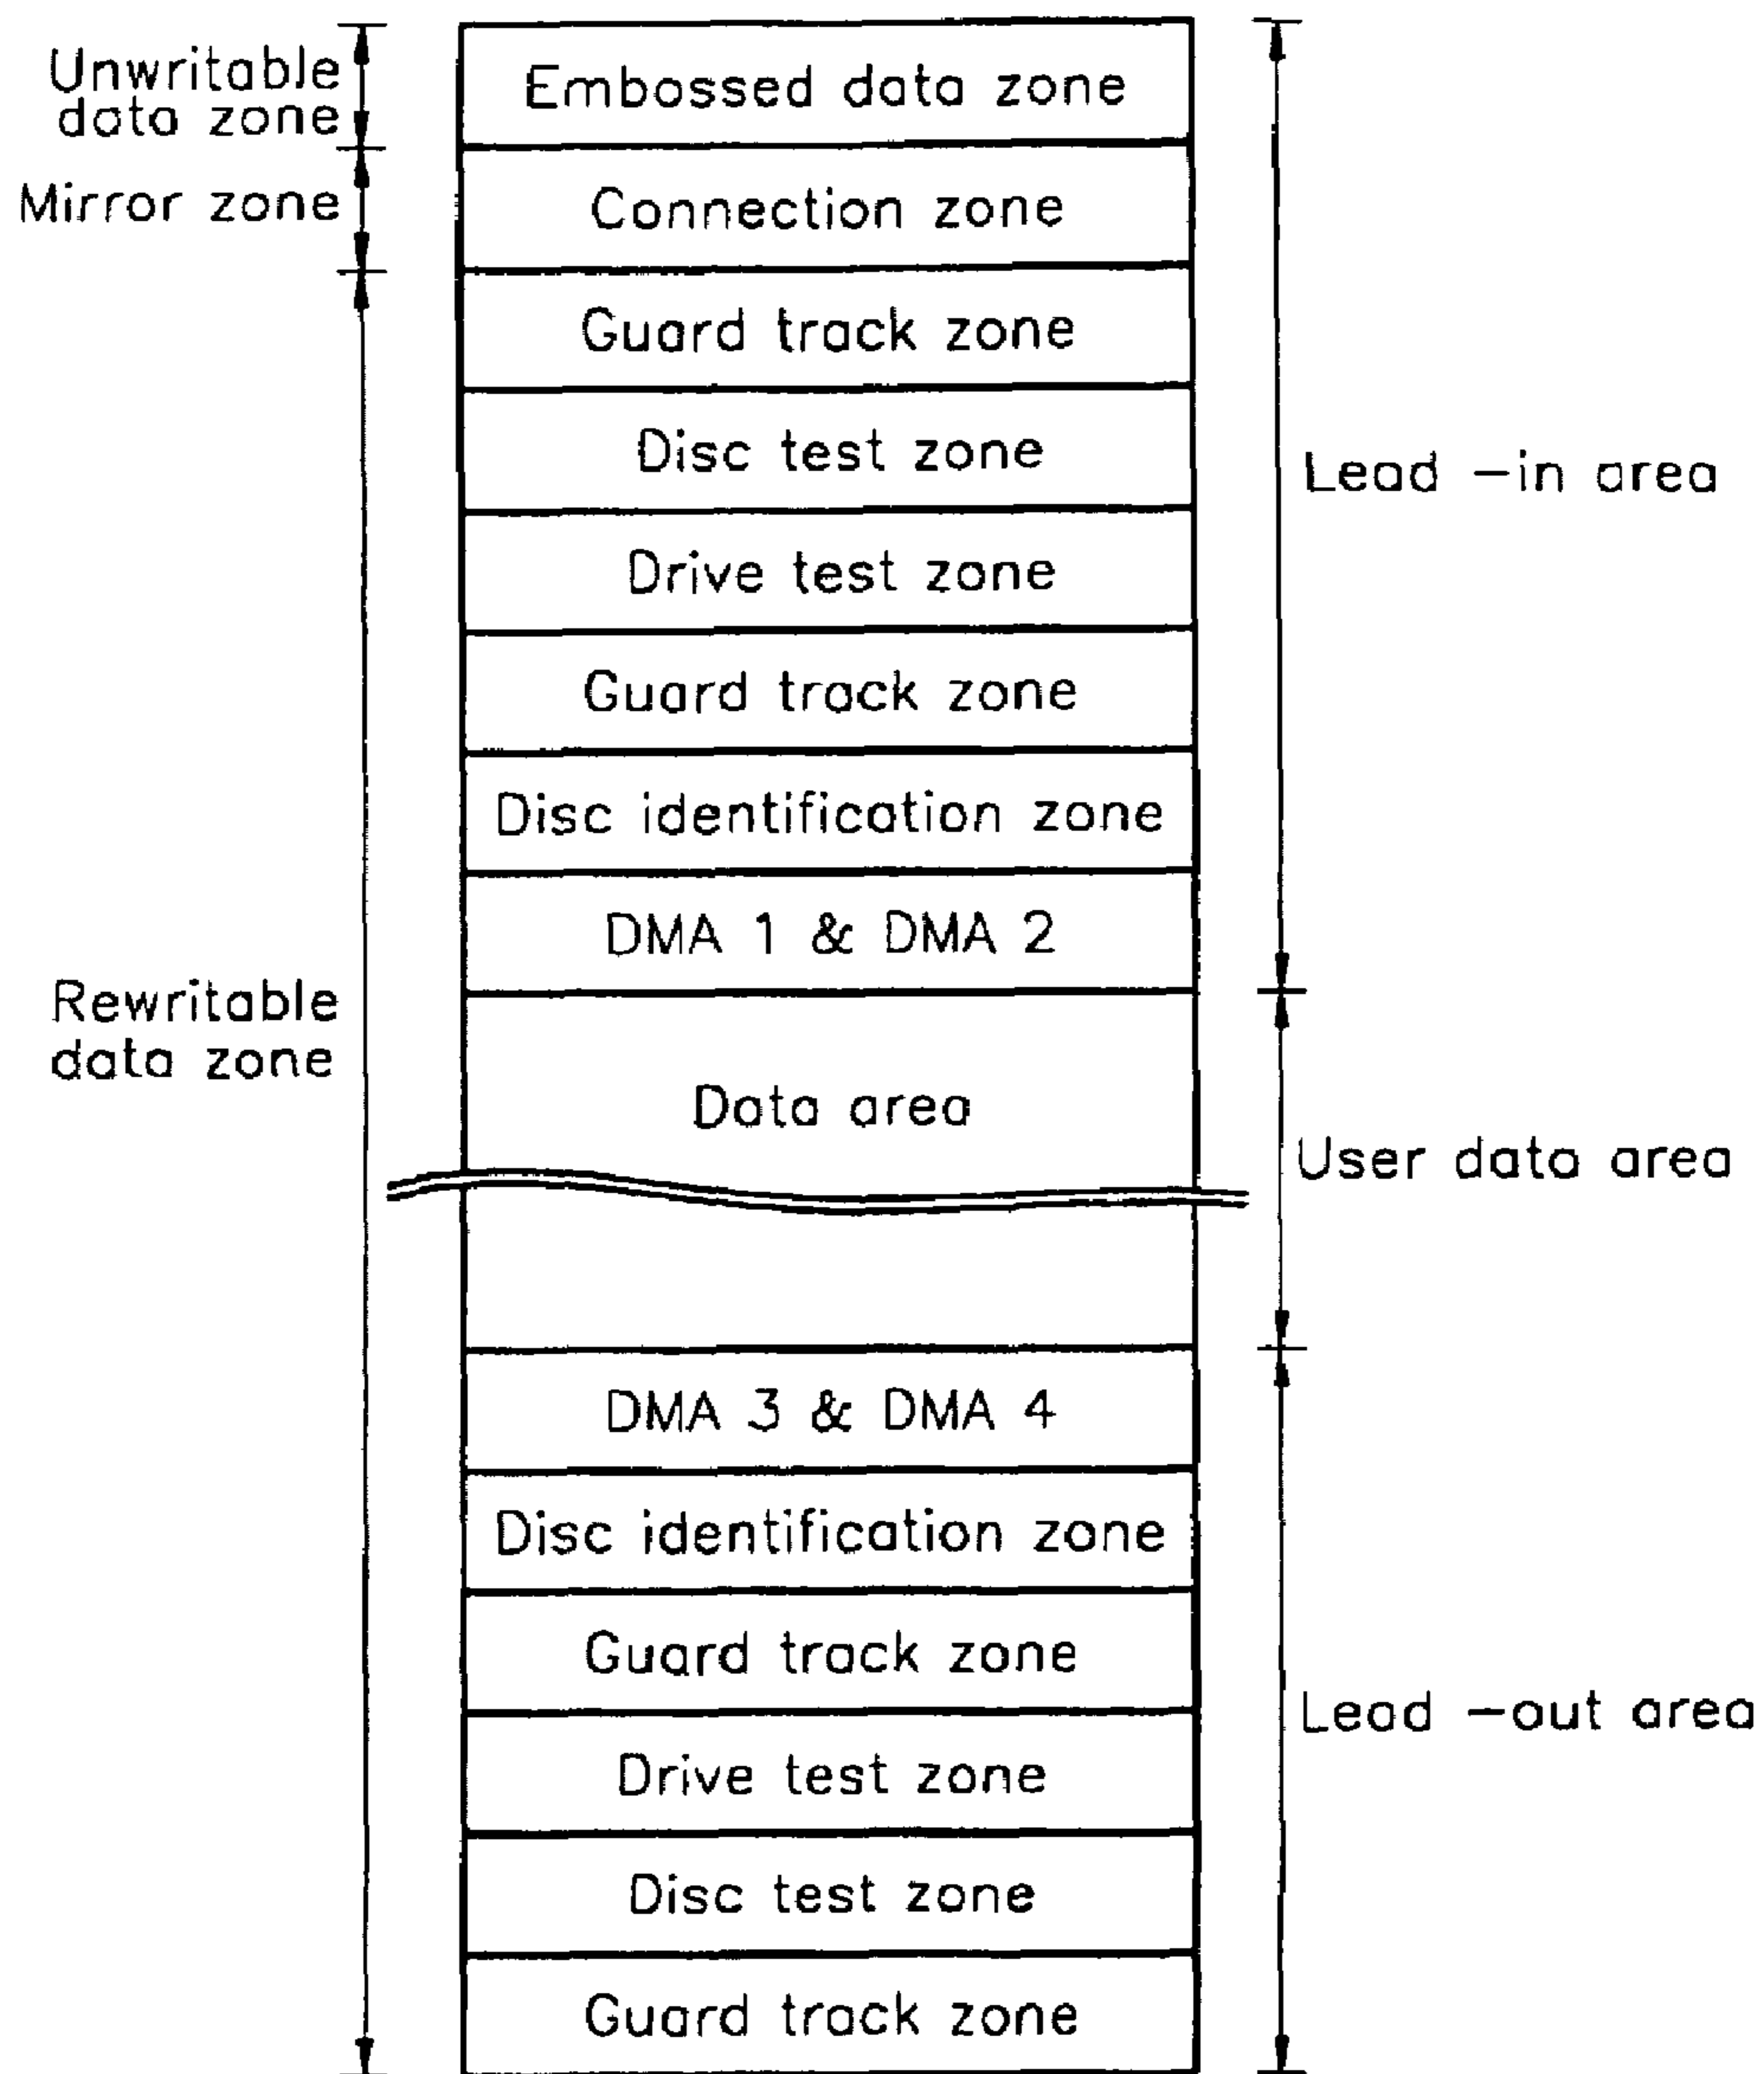 Unwritable
data zone
Embossed data zone
Mirror zone
Connection zone
Guard track zone
Disc test zone
Lead -in area
Drive test zone
Guard track zone
Disc identification zone
DMA 1 & DMA 2
Rewritable
data zone
Data area
User data area
DMA 3 & DMA 4
Disc identification zone
Guard track zone
Lead -out area
Drive test zone
Disc test zone
Guard track zone